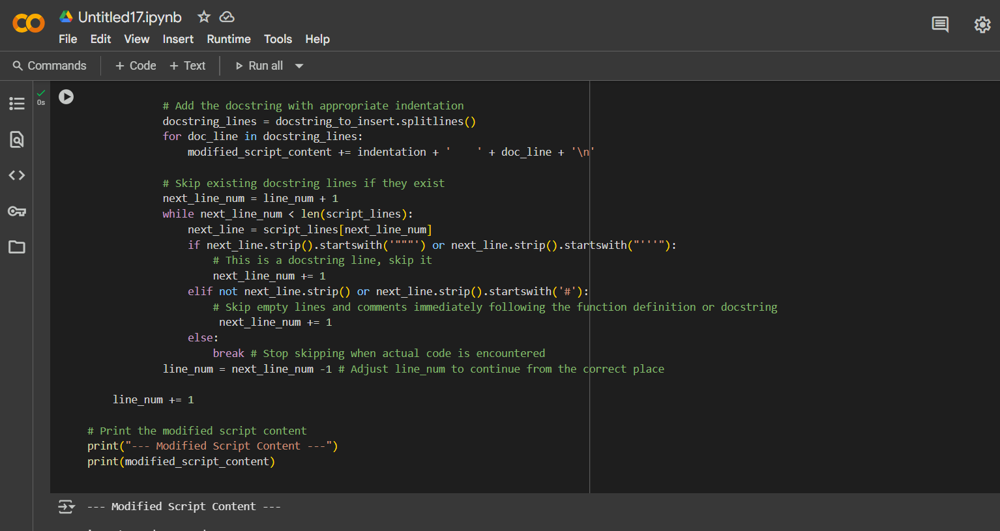 Untitled17.ipynb
File Edit View Insert Runtime Tools Help
Commands + Code + Text Run all
0s
# Add the docstring with appropriate indentation
docstring_lines = docstring_to_insert.splitlines()
for doc_line in docstring_lines:
    modified_script_content += indentation + '    ' + doc_line + '\n'
# Skip existing docstring lines if they exist
next_line_num = line_num + 1
while next_line_num < len(script_lines):
    next_line = script_lines[next_line_num]
    if next_line.strip().startswith('"""') or next_line.strip().startswith("'''"):
        # This is a docstring line, skip it
        next_line_num += 1
    elif not next_line.strip() or next_line.strip().startswith('#'):
        # Skip empty lines and comments immediately following the function definition or docstring
         next_line_num += 1
    else:
        break # Stop skipping when actual code is encountered
line_num = next_line_num -1 # Adjust line_num to continue from the correct place
line_num += 1
# Print the modified script content
print("--- Modified Script Content ---")
print(modified_script_content)
--- Modified Script Content ---